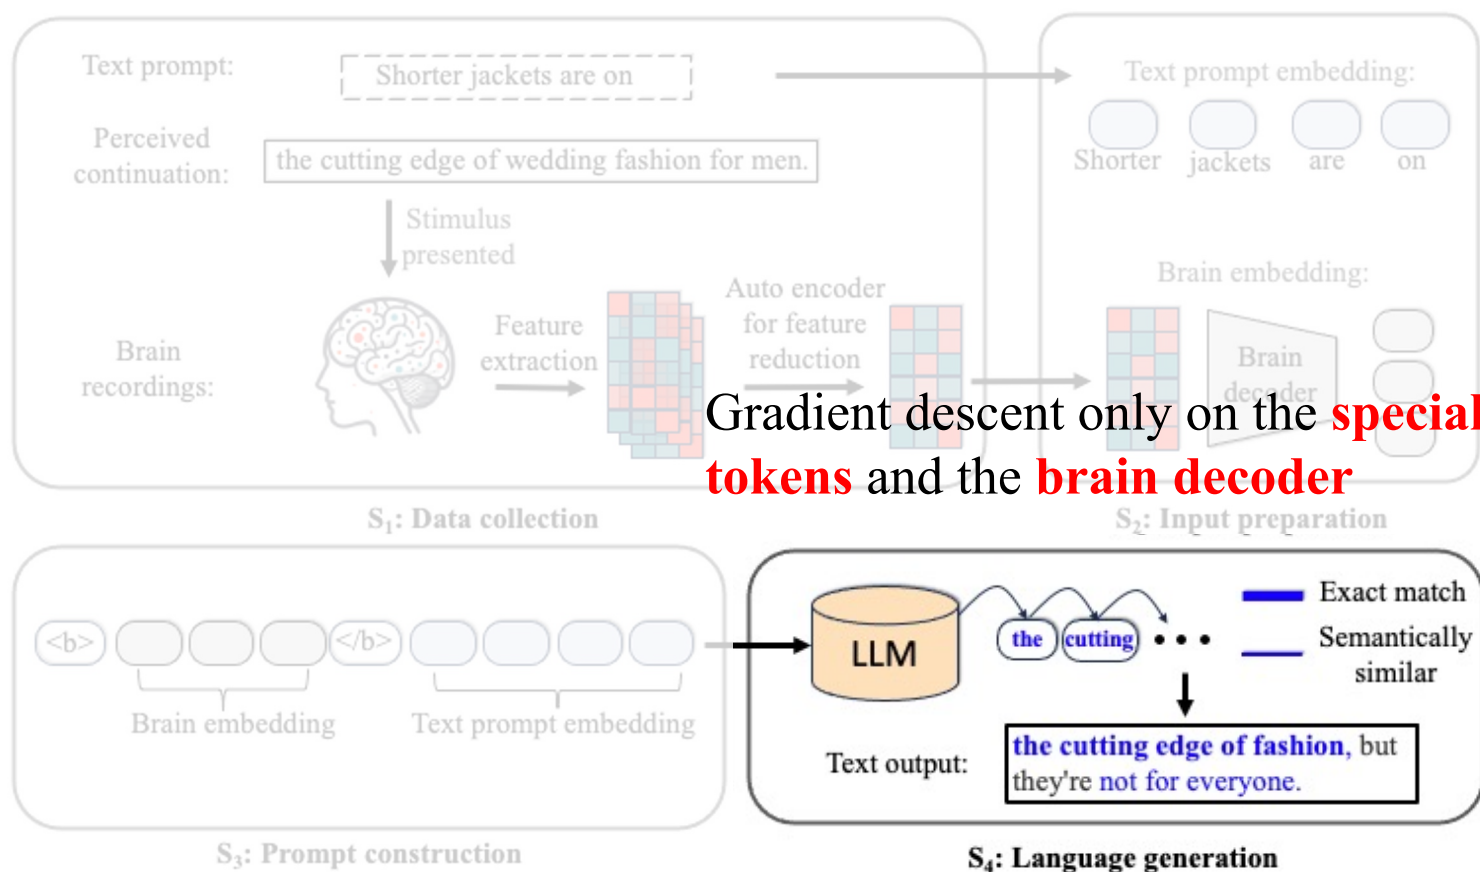 Text prompt:
Shorter jackets are on
Perceived
continuation:
the cutting edge of wedding fashion for men.
Stimulus
presented
Brain
recordings:
Feature
extraction
Auto encoder
for feature
reduction
S₁: Data collection
Text prompt embedding:
Shorter jackets are on
Brain embedding:
Brain
decoder
Gradient descent only on the special
tokens and the brain decoder
S₂: Input preparation
<b> </b>
Brain embedding
Text prompt embedding
S₃: Prompt construction
LLM
the cutting •••
Exact match
Semantically
similar
Text output:
the cutting edge of fashion, but
they're not for everyone.
S₄: Language generation